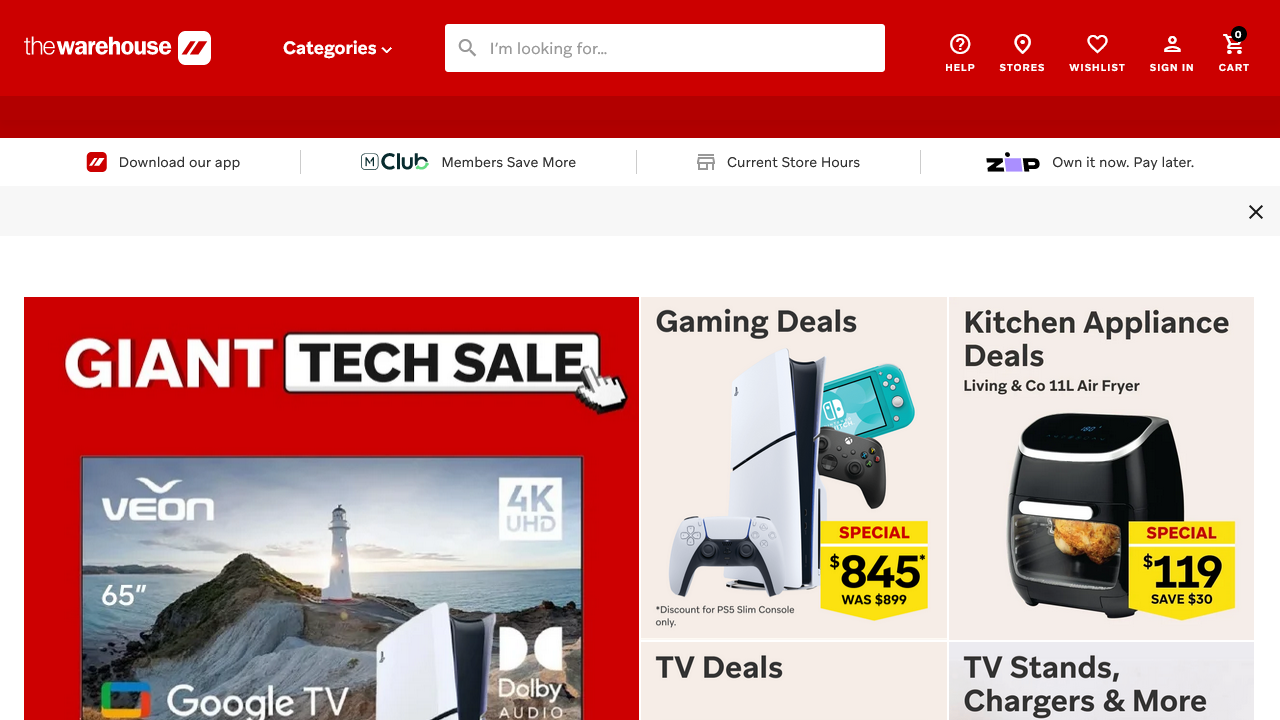 thewarehouse
Categories
I'm looking for...
HELP
STORES
WISHLIST
SIGN IN
0
CART
Download our app
M Club
Members Save More
Current Store Hours
ZIP
Own it now. Pay later.
GIANT TECH SALE
veon
4K
UHD
65”
Google TV
Dolby
AUDIO
Gaming Deals
SPECIAL
$845*
WAS $899
*Discount for PS5 Slim Console
only.
Kitchen Appliance
Deals
Living & Co 11L Air Fryer
SPECIAL
$119
SAVE $30
TV Deals
TV Stands,
Chargers & More